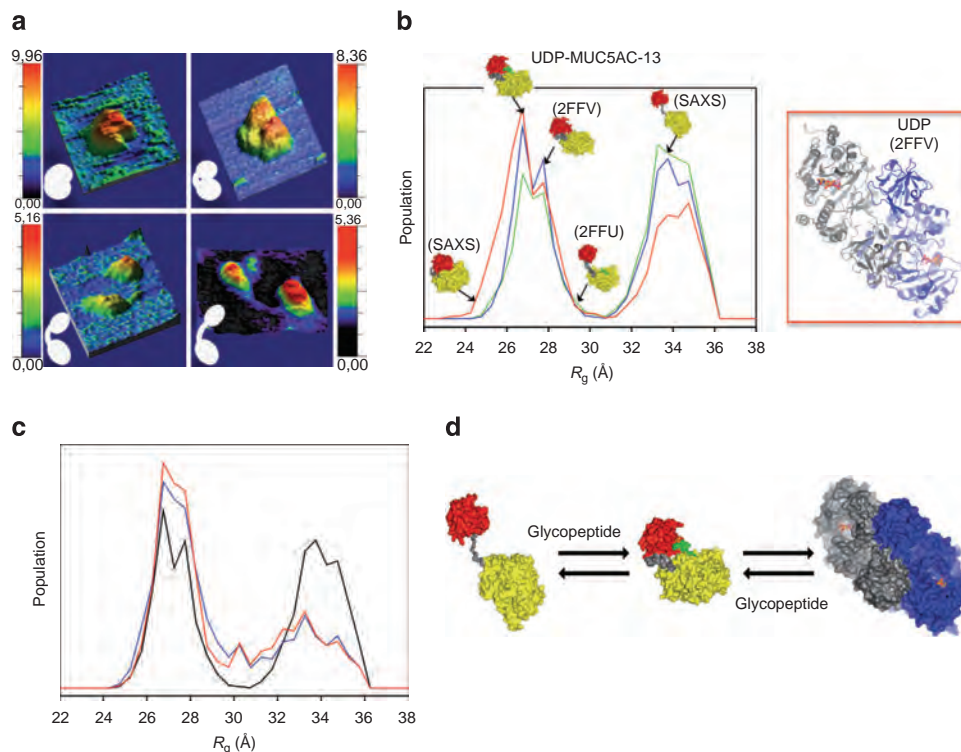 a
9,96
0,00
8,36
0,00
5,16
0,00
5,36
0,00
b
UDP-MUC5AC-13
(2FFV)
(SAXS)
(SAXS)
(2FFU)
Population
22 24 26 28 30 32 34 36 38
Rg (Å)
UDP
(2FFV)
c
Population
22 24 26 28 30 32 34 36 38
Rg (Å)
d
Glycopeptide
Glycopeptide